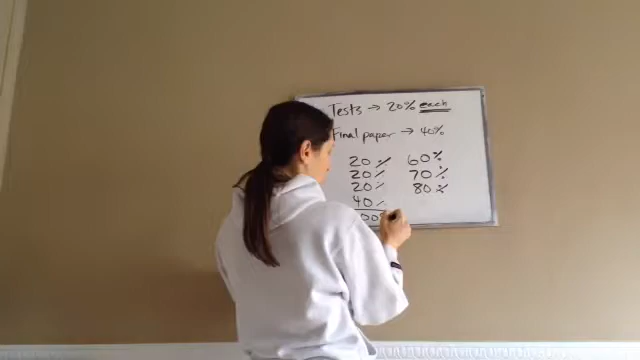 Tests → 20% each
Final paper → 40%
20 % 60%
20 % 70 %
20 % 80 %
40 %